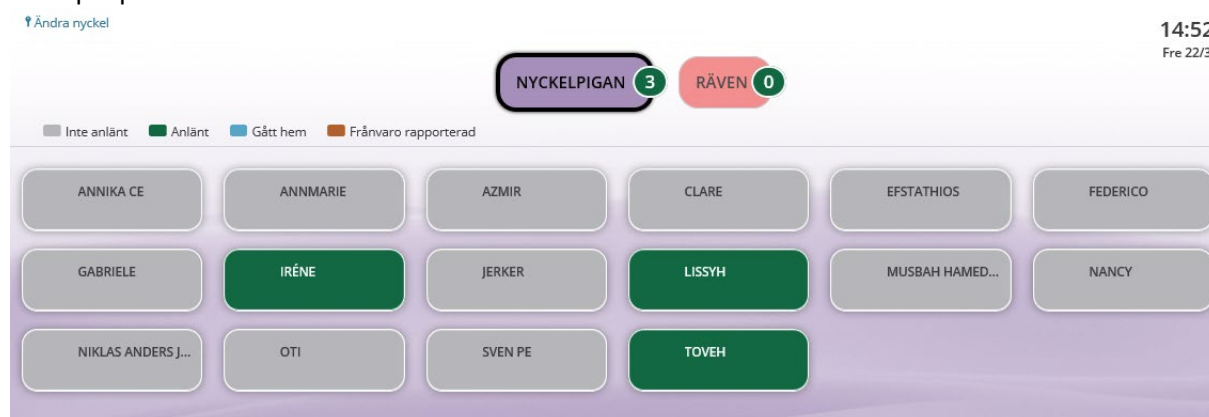 Ändra nyckel
14:52
Fre 22/3
NYCKELPIGAN 3 RÄVEN 0
Inte anlänt Anlänt Gått hem Frånvaro rapporterad
ANNIKA CE ANNMARIE AZMIR CLARE EFSTATHIOS FEDERICO
GABRIELE IRÉNE JERKER LISSYH MUSBAH HAMED... NANCY
NIKLAS ANDERS J... OTI SVEN PE TOVEH